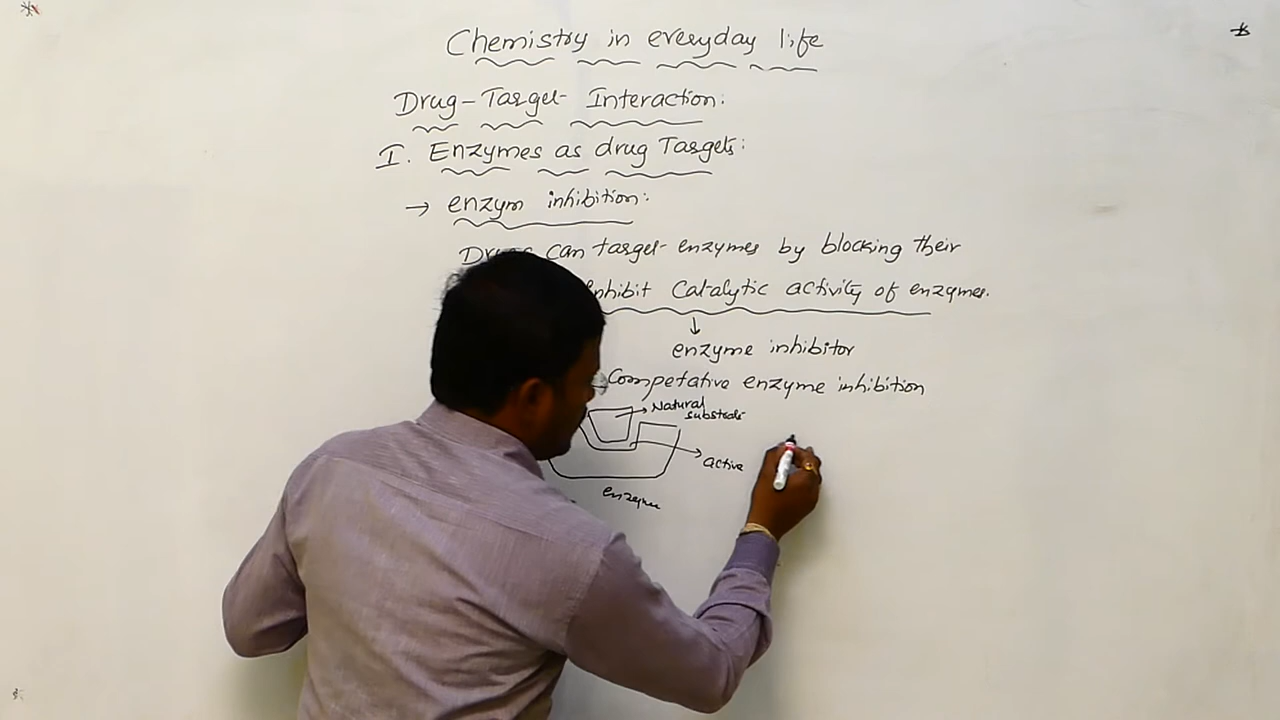 Chemistry in everyday life
Drug-Target Interaction:
I. Enzymes as drug Targets:
→ enzym inhibition:
can target enzymes by blocking their
inhibit Catalytic activity of enzymes.
↓
enzyme inhibitor
Competative enzyme inhibition
Natural
substrate
active
enzyme